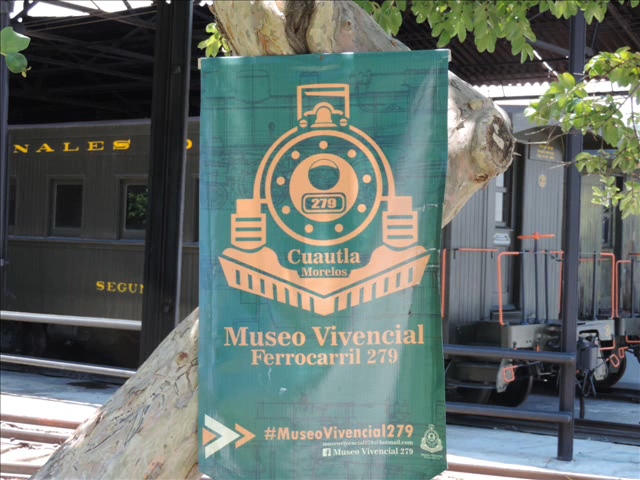 NALES
SEGUN
279
Cuautla
Morelos
Museo Vivencial
Ferrocarril 279
#MuseoVivencial279
museovivencial279@hotmail.com
Museo Vivencial 279